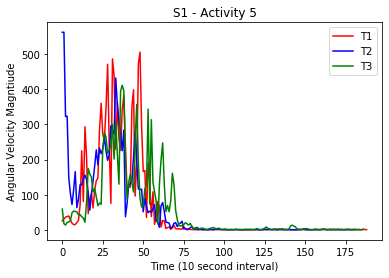 S1 - Activity 5
T1
T2
T3
Angular Velocity Magntiude
500
400
300
200
100
0
0 25 50 75 100 125 150 175
Time (10 second interval)